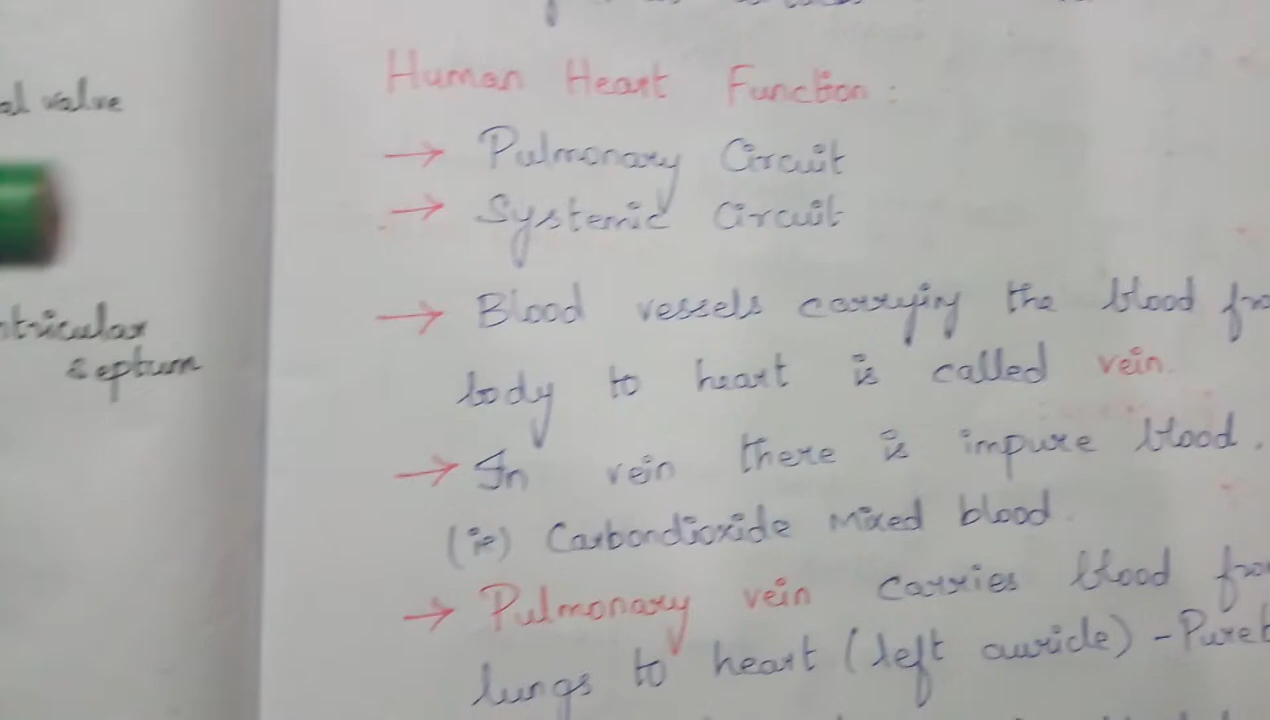 al valve
ntricular
septum
Human Heart Function:
→ Pulmonary Circuit
→ Systemic Circuit
→ Blood vessels carrying the blood fro
body to heart is called vein.
→ In vein there is impure blood.
(ie) Carbondioxide mixed blood.
→ Pulmonary vein carries blood fro
lungs to heart (left auricle) - Pure b